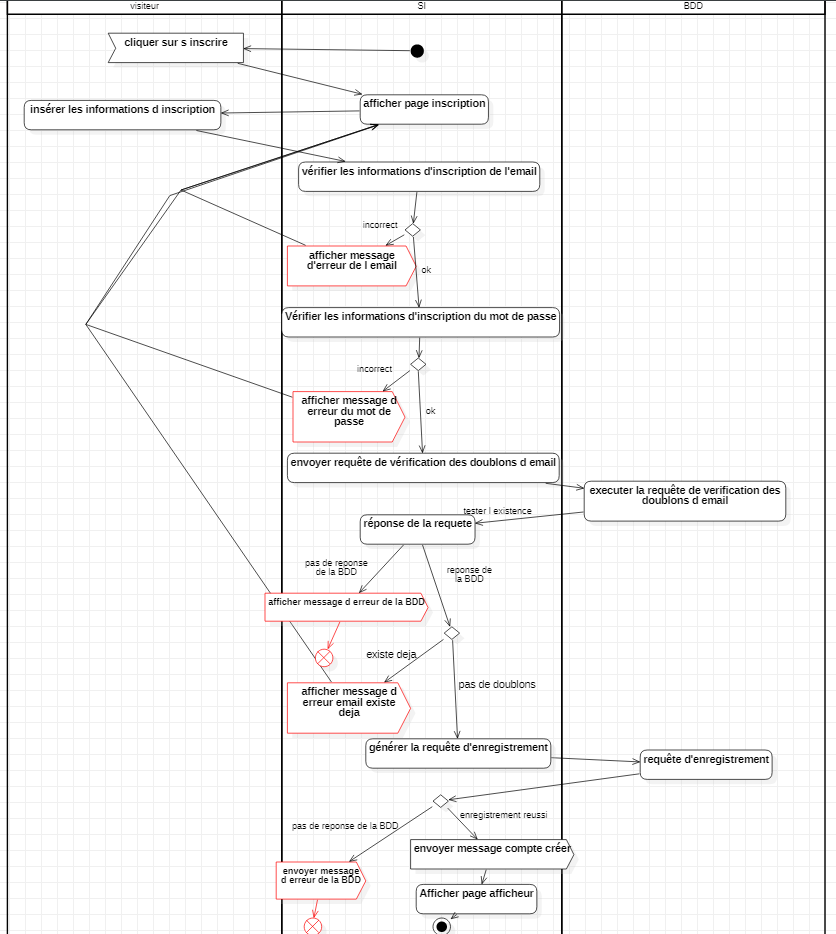 visiteur
SI
BDD
cliquer sur s inscrire
afficher page inscription
insérer les informations d inscription
vérifier les informations d'inscription de l'email
incorrect
afficher message
d'erreur de l email
ok
Vérifier les informations d'inscription du mot de passe
incorrect
afficher message d
erreur du mot de
passe
ok
envoyer requête de vérification des doublons d email
executer la requête de verification des
doublons d email
tester l existence
réponse de la requete
pas de reponse
de la BDD
reponse de
la BDD
afficher message d erreur de la BDD
existe deja
afficher message d
erreur email existe
deja
pas de doublons
générer la requête d'enregistrement
requête d'enregistrement
pas de reponse de la BDD
enregistrement reussi
envoyer message compte créer
envoyer message
d erreur de la BDD
Afficher page afficheur